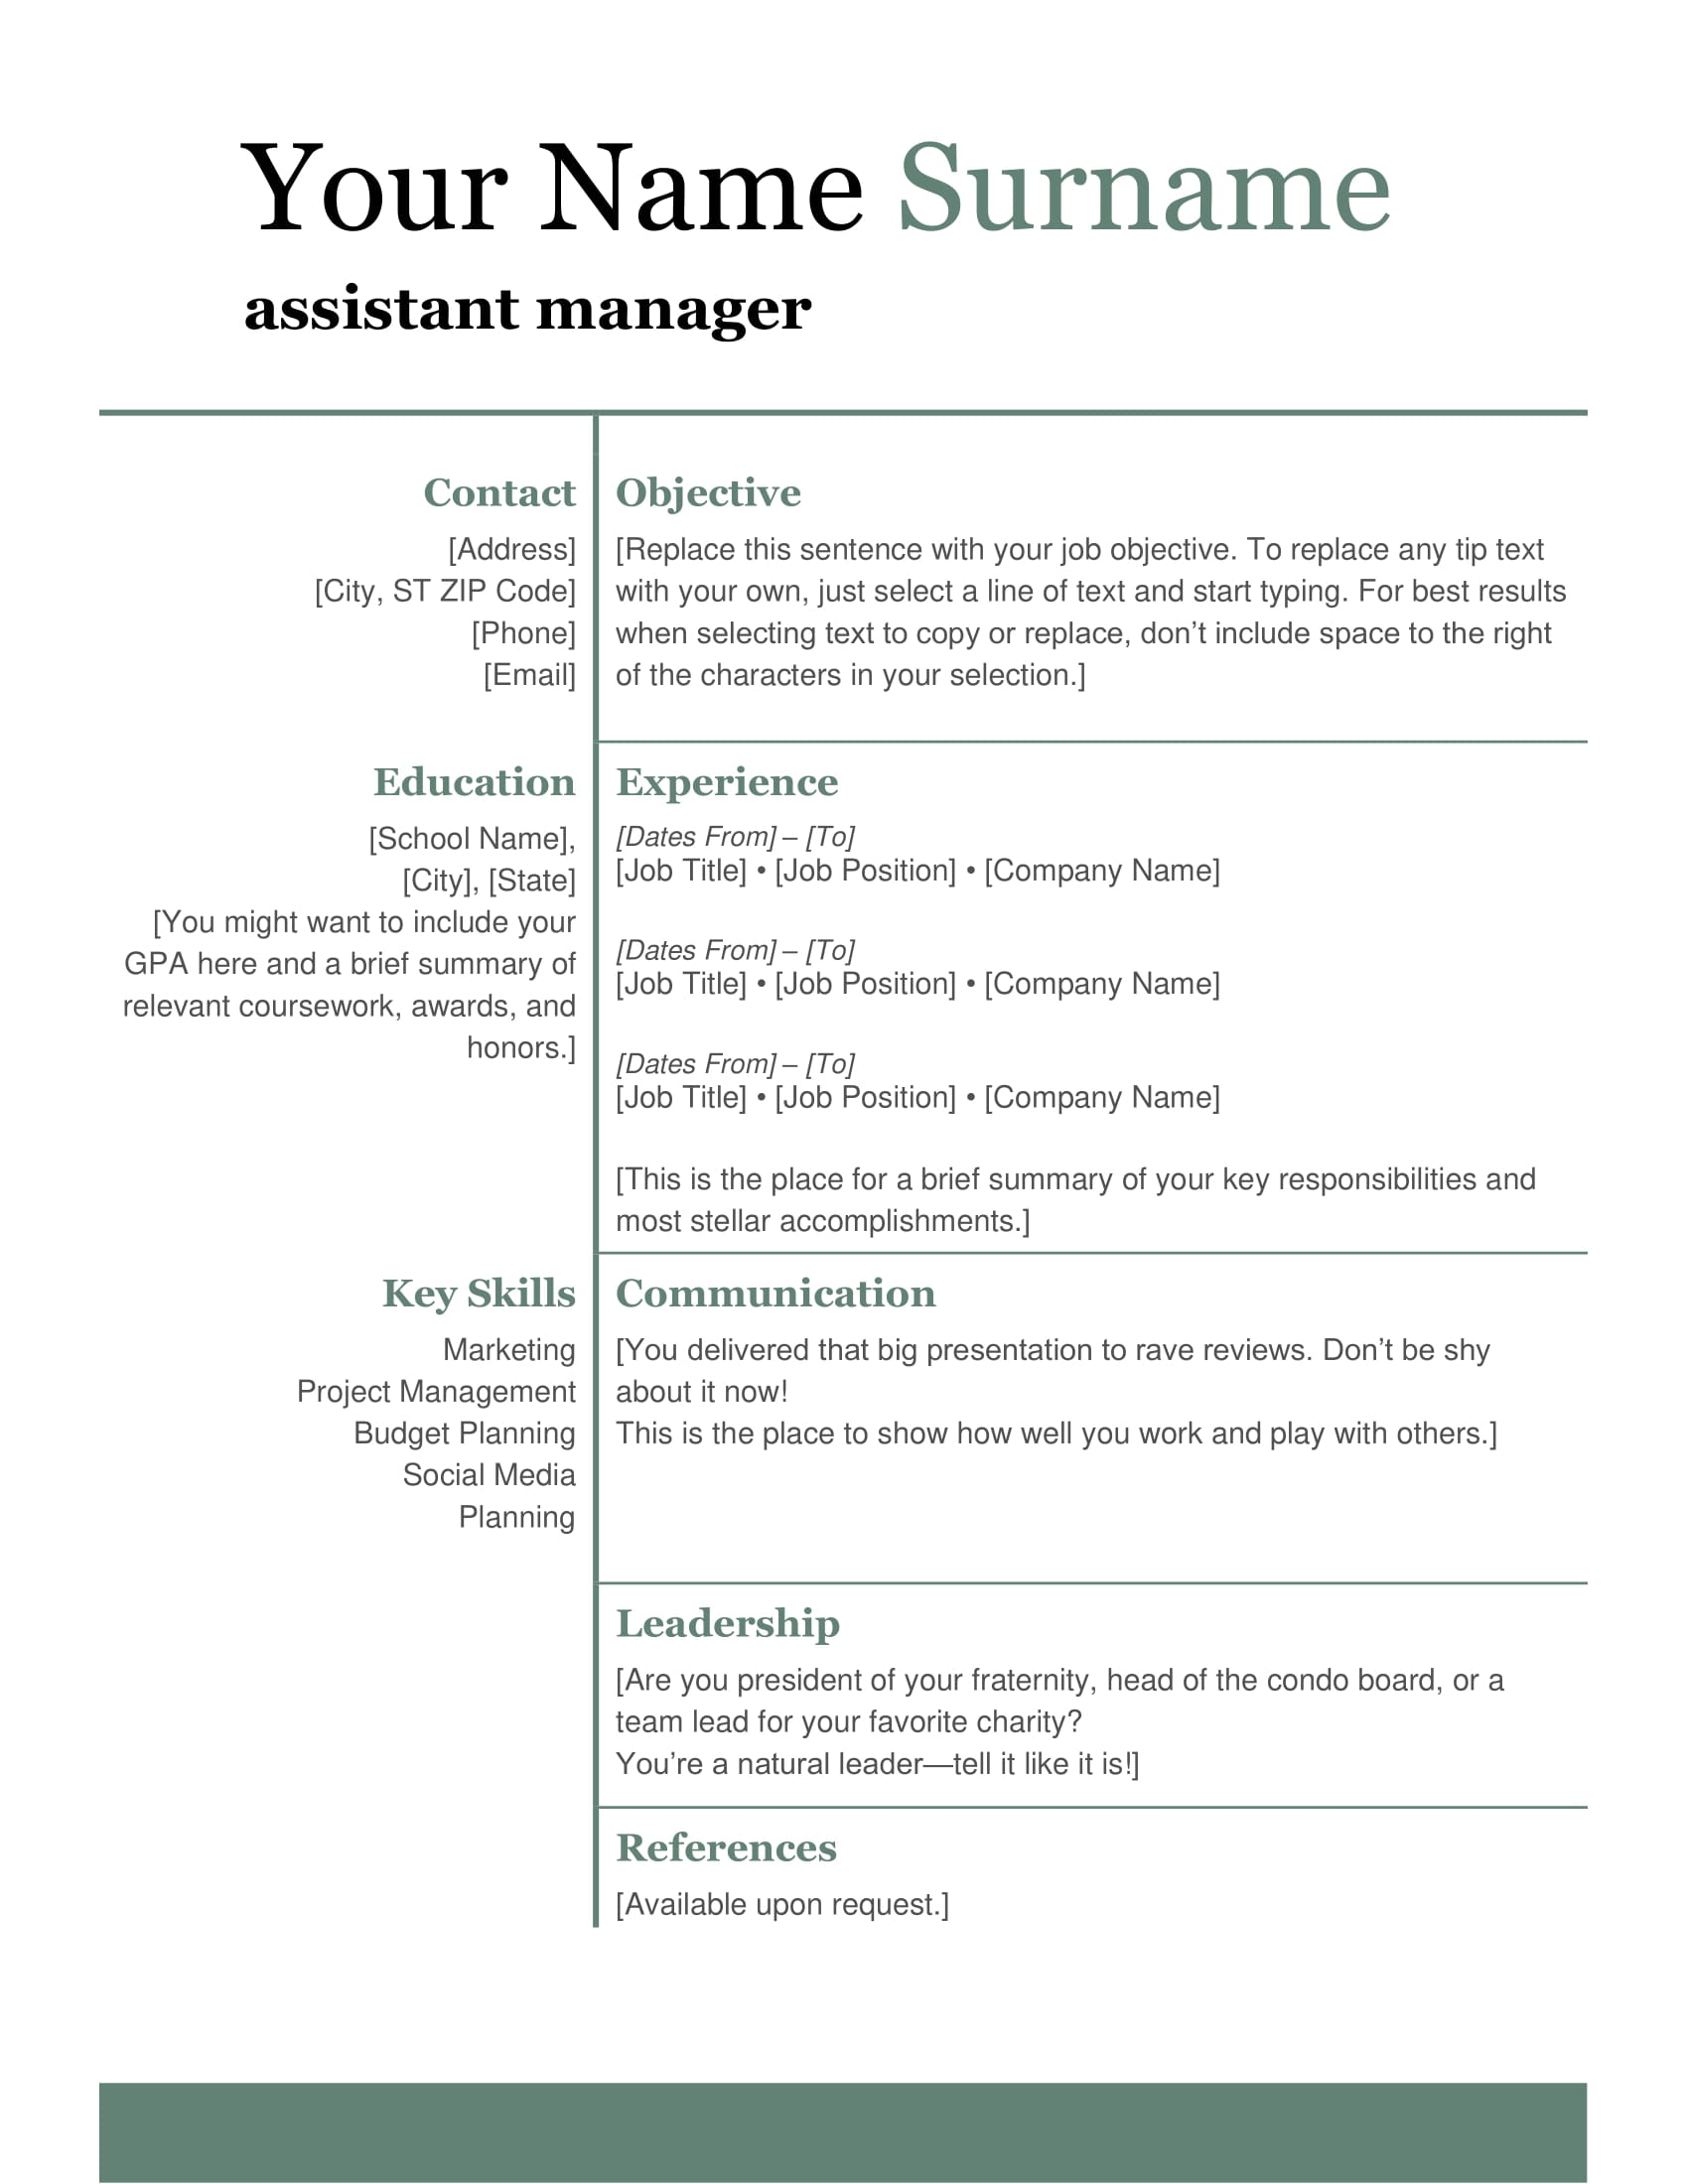 Your Name Surname
assistant manager
Contact
[Address]
[City, ST ZIP Code]
[Phone]
[Email]
Objective
[Replace this sentence with your job objective. To replace any tip text
with your own, just select a line of text and start typing. For best results
when selecting text to copy or replace, don’t include space to the right
of the characters in your selection.]
Education
[School Name],
[City], [State]
[You might want to include your
GPA here and a brief summary of
relevant coursework, awards, and
honors.]
Experience
[Dates From] – [To]
[Job Title] • [Job Position] • [Company Name]
[Dates From] – [To]
[Job Title] • [Job Position] • [Company Name]
[Dates From] – [To]
[Job Title] • [Job Position] • [Company Name]
[This is the place for a brief summary of your key responsibilities and
most stellar accomplishments.]
Key Skills
Marketing
Project Management
Budget Planning
Social Media
Planning
Communication
[You delivered that big presentation to rave reviews. Don’t be shy
about it now!
This is the place to show how well you work and play with others.]
Leadership
[Are you president of your fraternity, head of the condo board, or a
team lead for your favorite charity?
You’re a natural leader—tell it like it is!]
References
[Available upon request.]